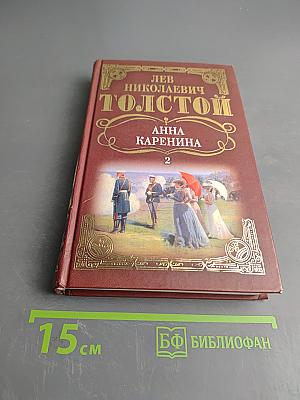 ЛЕВ
НИКОЛАЕВИЧ
ТОЛСТОЙ
АННА
КАРЕНИНА
2
15 см
БФ БИБЛИОФАН